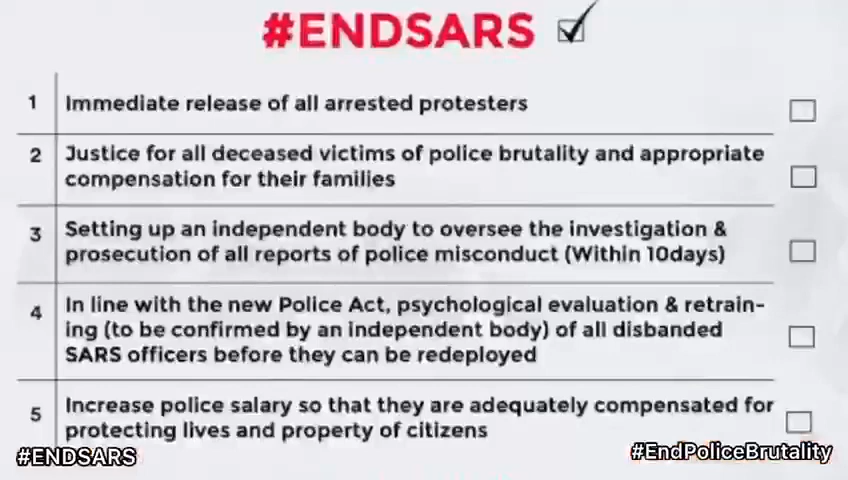 #ENDSARS
1 Immediate release of all arrested protesters
2 Justice for all deceased victims of police brutality and appropriate
compensation for their families
3 Setting up an independent body to oversee the investigation &
prosecution of all reports of police misconduct (Within 10days)
4 In line with the new Police Act, psychological evaluation & retrain-
ing (to be confirmed by an independent body) of all disbanded
SARS officers before they can be redeployed
5 Increase police salary so that they are adequately compensated for
protecting lives and property of citizens
#ENDSARS
#EndPoliceBrutality